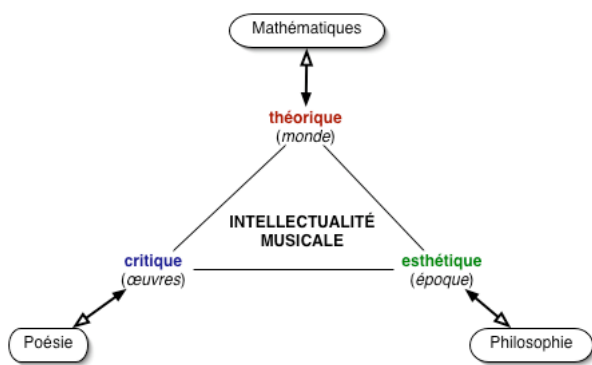 Mathématiques
théorique
(monde)
INTELLECTUALITÉ
MUSICALE
critique
(œuvres)
esthétique
(époque)
Poésie
Philosophie